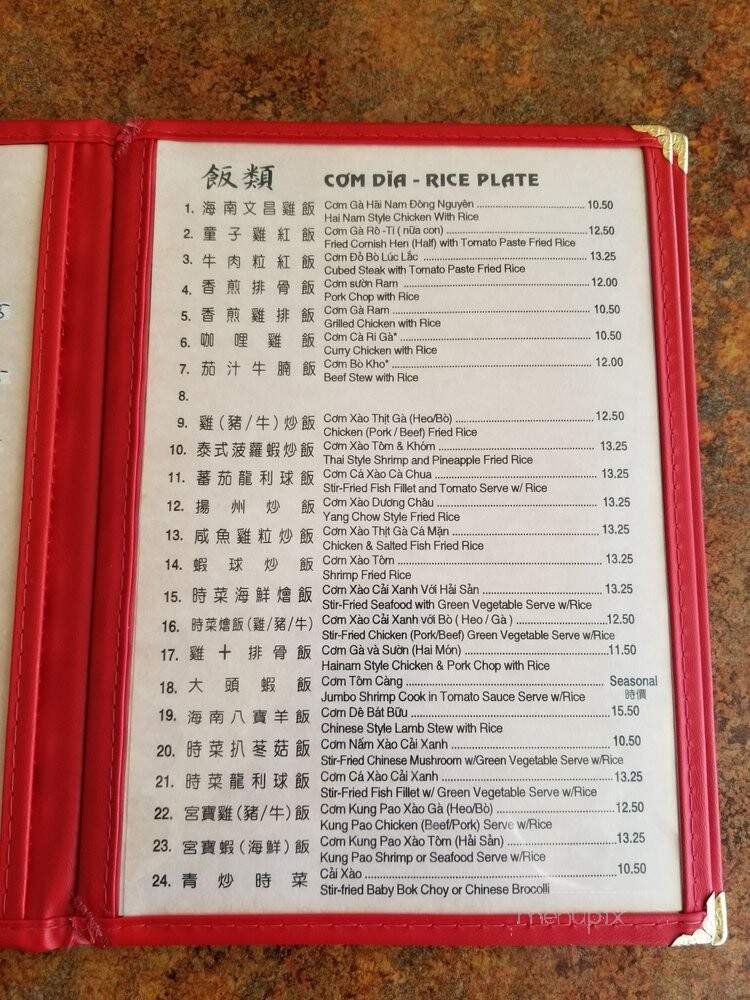 飯類 CƠM DĨA - RICE PLATE
1. 海南文昌雞飯 Cơm Gà Hãi Nam Đông Nguyên 10.50
Hai Nam Style Chicken With Rice
2. 童子雞紅飯 Cơm Gà Rô -Ti ( nữa con) 12.50
Fried Cornish Hen (Half) with Tomato Paste Fried Rice
3. 牛肉粒紅飯 Cơm Đỏ Bò Lúc Lắc 13.25
Cubed Steak with Tomato Paste Fried Rice
4. 香煎排骨飯 Cơm sườn Ram 12.00
Pork Chop with Rice
5. 香煎雞排飯 Cơm Gà Ram 10.50
Grilled Chicken with Rice
6. 咖哩雞飯 Cơm Cà Ri Gà* 10.50
Curry Chicken with Rice
7. 茄汁牛腩飯 Cơm Bò Kho* 12.00
Beef Stew with Rice
8.
9. 雞(豬/牛)炒飯 Cơm Xào Thịt Gà (Heo/Bò) 12.50
Chicken (Pork / Beef) Fried Rice
10. 泰式菠蘿蝦炒飯 Cơm Xào Tôm & Khóm 13.25
Thai Style Shrimp and Pineapple Fried Rice
11. 蕃茄龍利球飯 Cơm Cá Xào Cà Chua 13.25
Stir-Fried Fish Fillet and Tomato Serve w/ Rice
12. 揚州炒飯 Cơm Xào Dương Châu 13.25
Yang Chow Style Fried Rice
13. 咸魚雞粒炒飯 Cơm Xào Thịt Gà Cá Mặn 13.25
Chicken & Salted Fish Fried Rice
14. 蝦球炒飯 Cơm Xào Tôm 13.25
Shrimp Fried Rice
15. 時菜海鮮燴飯 Cơm Xào Cải Xanh Với Hải Sản 13.25
Stir-Fried Seafood with Green Vegetable Serve w/Rice
16. 時菜燴飯(雞/豬/牛) Cơm Xào Cải Xanh với Bò ( Heo / Gà ) 12.50
Stir-Fried Chicken (Pork/Beef) Green Vegetable Serve w/Rice
17. 雞十排骨飯 Cơm Gà và Sườn (Hai Món) 11.50
Hainam Style Chicken & Pork Chop with Rice
18. 大頭蝦飯 Cơm Tôm Càng Seasonal
Jumbo Shrimp Cook in Tomato Sauce Serve w/Rice 時價
19. 海南八寶羊飯 Cơm Dê Bát Bữu 15.50
Chinese Style Lamb Stew with Rice
20. 時菜扒苳菇飯 Cơm Nấm Xào Cải Xanh 10.50
Stir-Fried Chinese Mushroom w/Green Vegetable Serve w/Rice
21. 時菜龍利球飯 Cơm Cá Xào Cải Xanh 13.25
Stir-Fried Fish Fillet w/ Green Vegetable Serve w/Rice
22. 宮寶雞(豬/牛)飯 Cơm Kung Pao Xào Gà (Heo/Bò) 12.50
Kung Pao Chicken (Beef/Pork) Serve w/Rice
23. 宮寶蝦(海鮮)飯 Cơm Kung Pao Xào Tôm (Hải Sản) 13.25
Kung Pao Shrimp or Seafood Serve w/Rice
24. 青炒時菜 Cải Xào 10.50
Stir-fried Baby Bok Choy or Chinese Brocolli
menupix